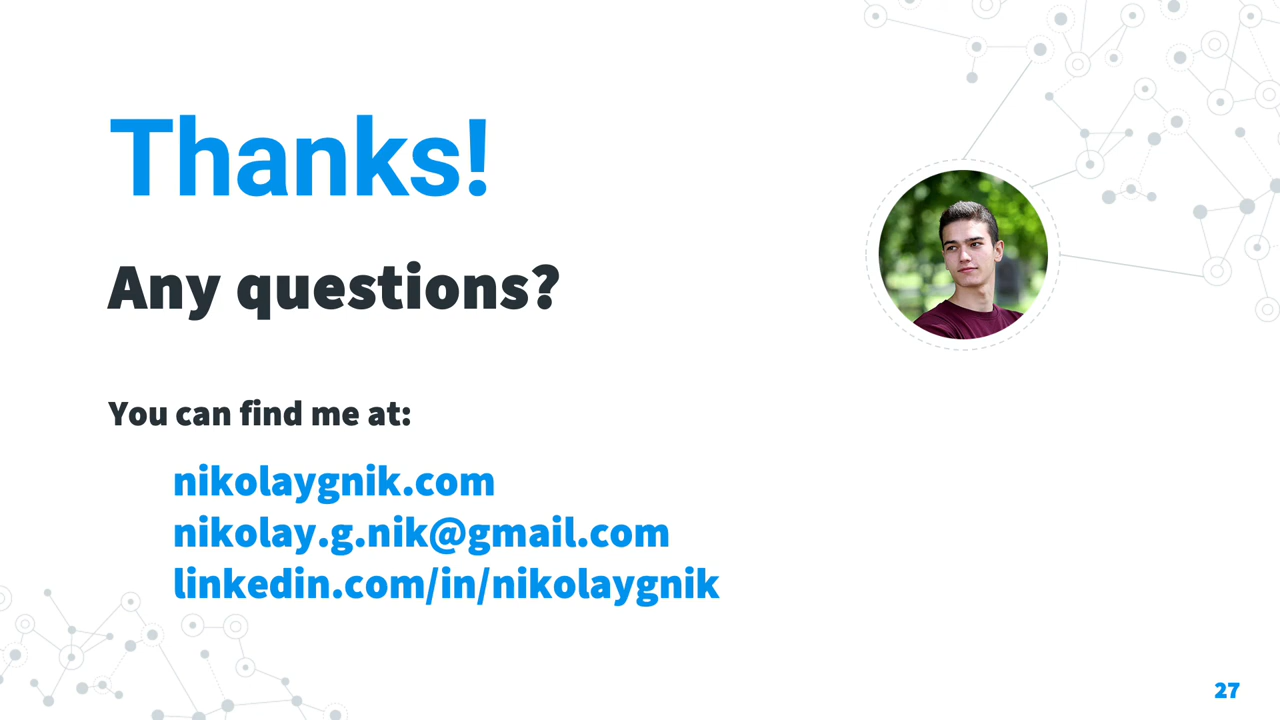 Thanks!
Any questions?
You can find me at:
nikolaygnik.com
nikolay.g.nik@gmail.com
linkedin.com/in/nikolaygnik
27